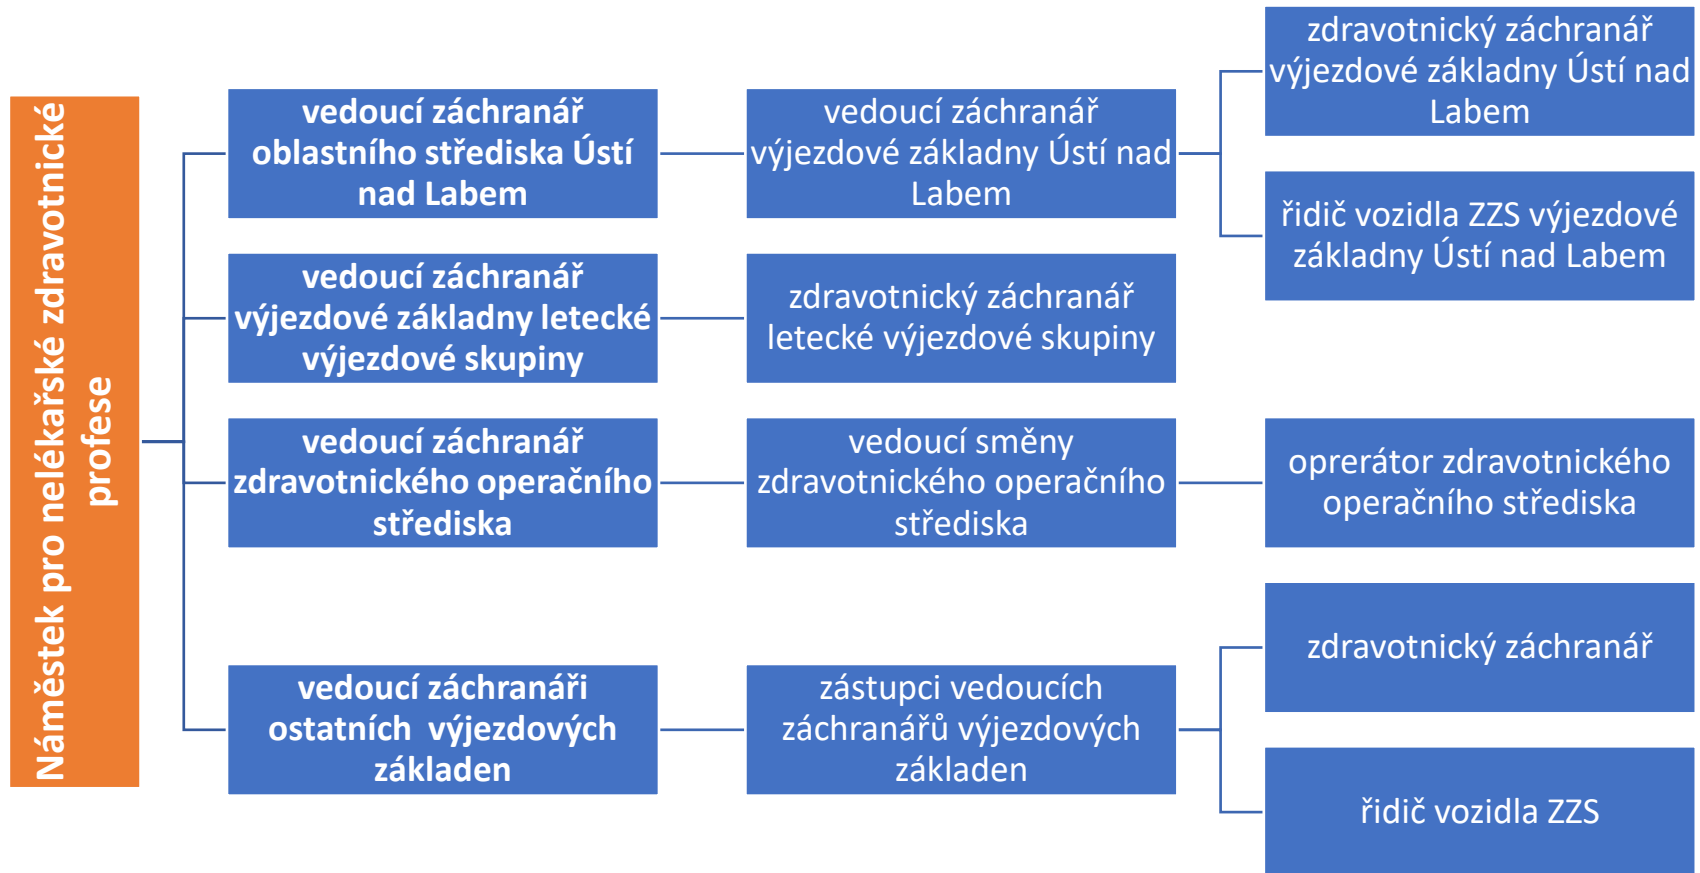 Náměstek pro nelékařské zdravotnické
profese
vedoucí záchranář
oblastního střediska Ústí
nad Labem
vedoucí záchranář
výjezdové základny Ústí nad
Labem
zdravotnický záchranář
výjezdové základny Ústí nad
Labem
řidič vozidla ZZS výjezdové
základny Ústí nad Labem
vedoucí záchranář
výjezdové základny letecké
výjezdové skupiny
zdravotnický záchranář
letecké výjezdové skupiny
vedoucí záchranář
zdravotnického operačního
střediska
vedoucí směny
zdravotnického operačního
střediska
oprerátor zdravotnického
operačního střediska
vedoucí záchranáři
ostatních  výjezdových
základen
zástupci vedoucích
záchranářů výjezdových
základen
zdravotnický záchranář
řidič vozidla ZZS